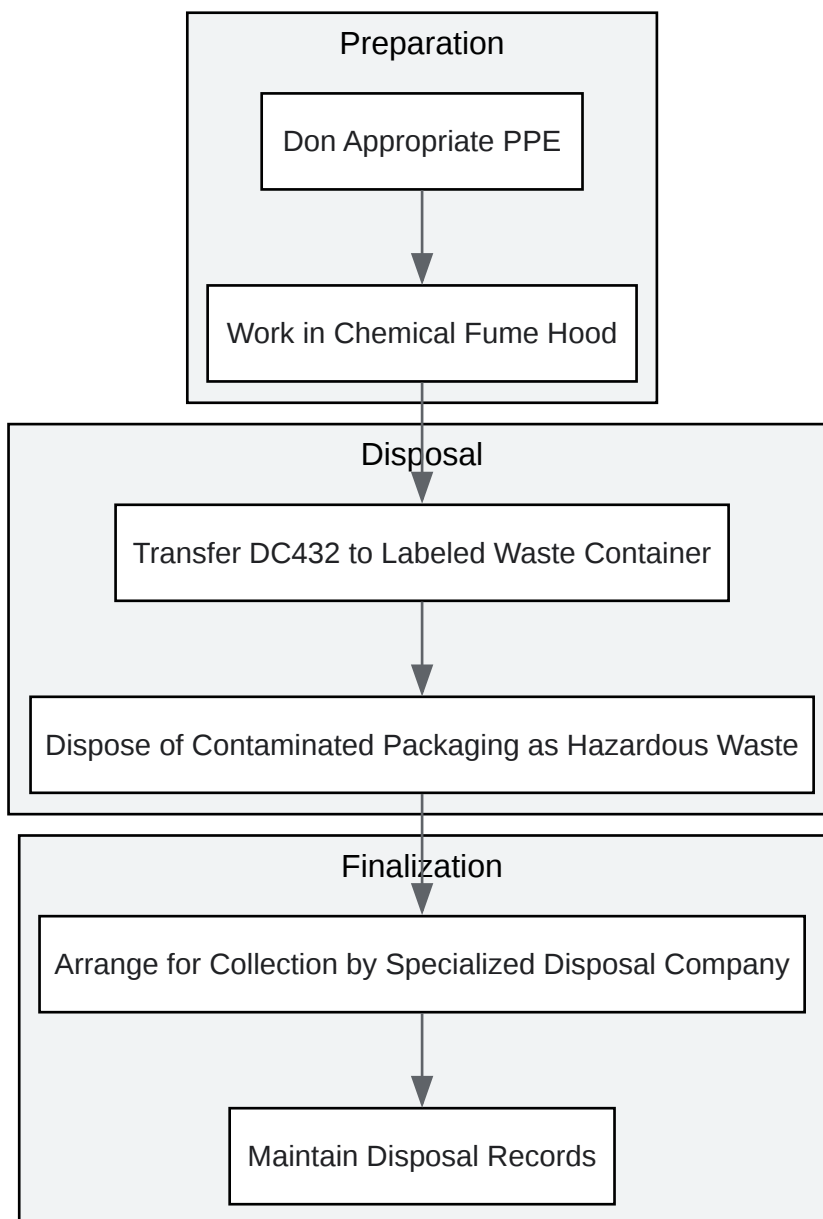 Preparation
Don Appropriate PPE
Work in Chemical Fume Hood
Disposal
Transfer DC432 to Labeled Waste Container
Dispose of Contaminated Packaging as Hazardous Waste
Finalization
Arrange for Collection by Specialized Disposal Company
Maintain Disposal Records